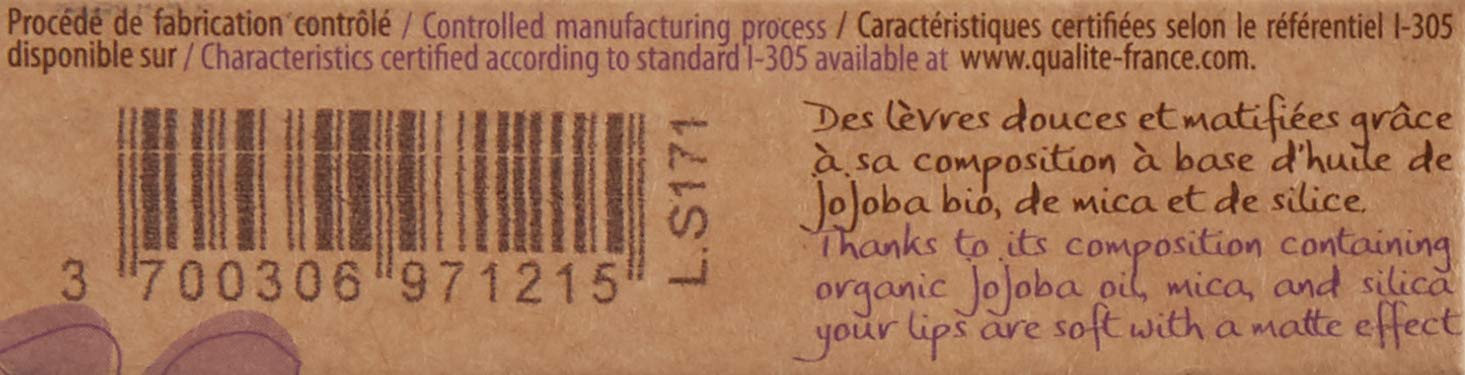 Procédé de fabrication contrôlé / Controlled manufacturing process / Caractéristiques certifiées selon le référentiel I-305
disponible sur / Characteristics certified according to standard I-305 available at www.qualite-france.com.
3 700306 971215
L.S171
Des lèvres douces et matifiées grâce
à sa composition à base d'huile de
JoJoba bio, de mica et de silice.
Thanks to its composition containing
organic JoJoba oil, mica, and silica
your lips are soft with a matte effect